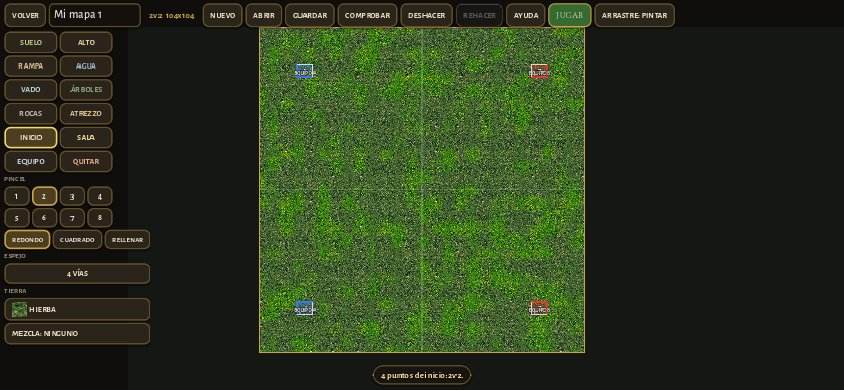 VOLVER
Mi mapa 1
2v2 104x104
NUEVO
ABRIR
GUARDAR
COMPROBAR
DESHACER
REHACER
AYUDA
JUGAR
ARRASTRE: PINTAR
SUELO
ALTO
RAMPA
AGUA
VADO
ÁRBOLES
ROCAS
ATREZZO
INICIO
SALA
EQUIPO
QUITAR
PINCEL
1
2
3
4
5
6
7
8
REDONDO
CUADRADO
RELLENAR
ESPEJO
4 VÍAS
TIERRA
HIERBA
MEZCLA: NINGUNO
4 puntos de inicio: 2v2.